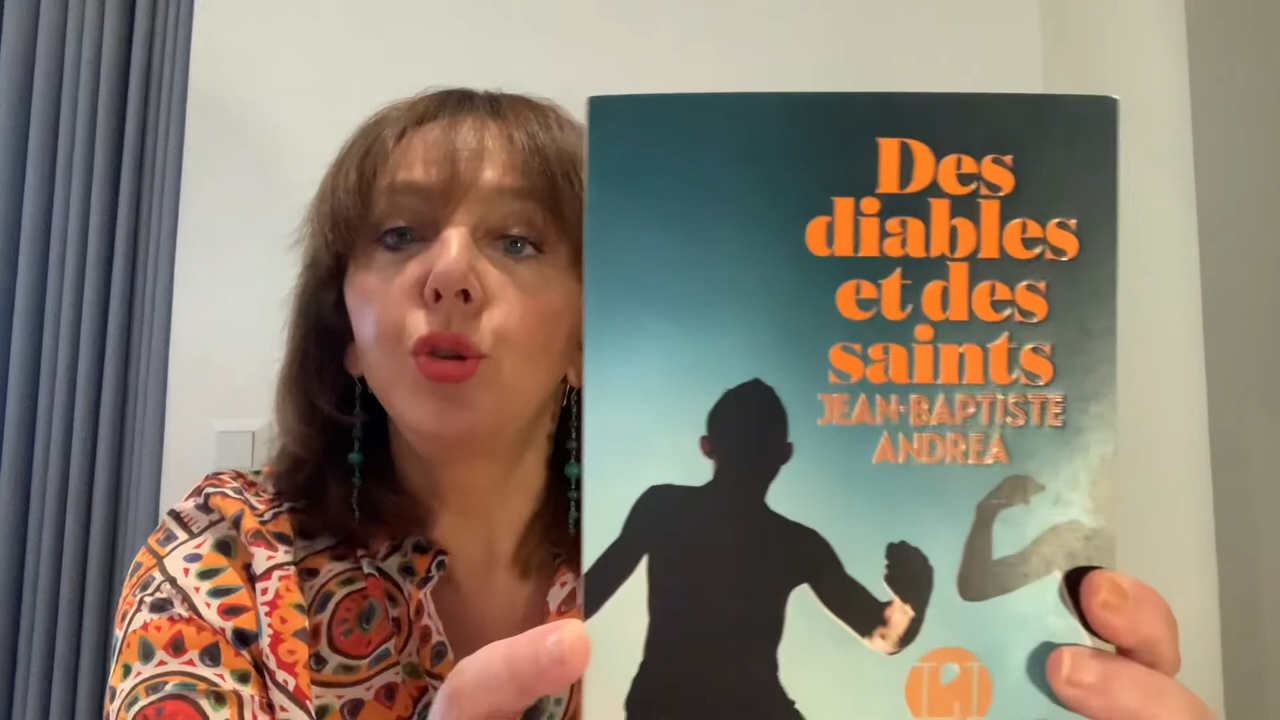 Des
diables
et des
saints
JEAN-BAPTISTE
ANDREA